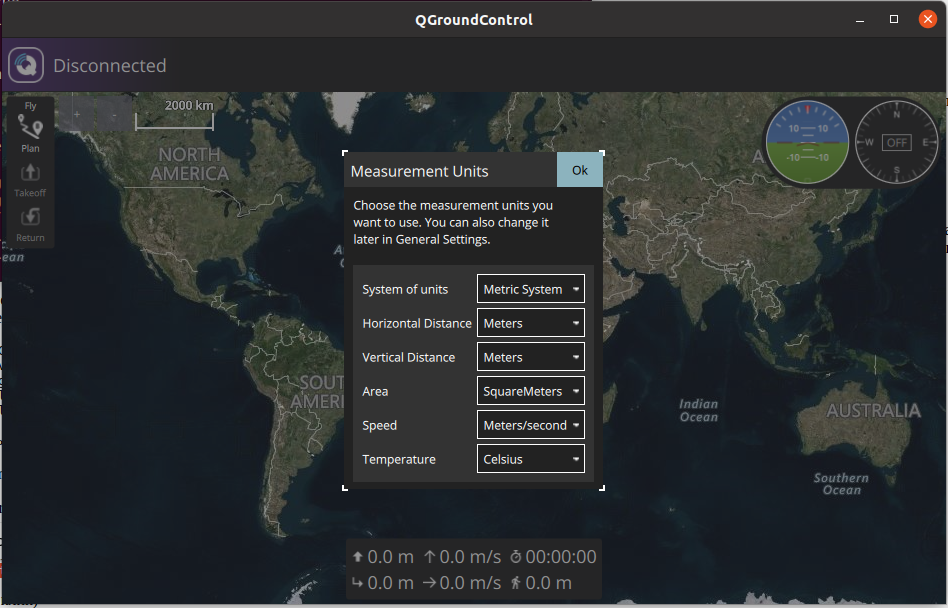 QGroundControl
Disconnected
Fly
Plan
Takeoff
Return
+ -
2000 km
NORTH
AMERICA
SOUT
AMERI
Indian
Ocean
AUSTRALIA
Southern
Ocean
ean
10 10
-10 -10
N
W OFF E
S
Measurement Units Ok
Choose the measurement units you
want to use. You can also change it
later in General Settings.
System of units Metric System
Horizontal Distance Meters
Vertical Distance Meters
Area SquareMeters
Speed Meters/second
Temperature Celsius
0.0 m 0.0 m/s 00:00:00
0.0 m 0.0 m/s 0.0 m